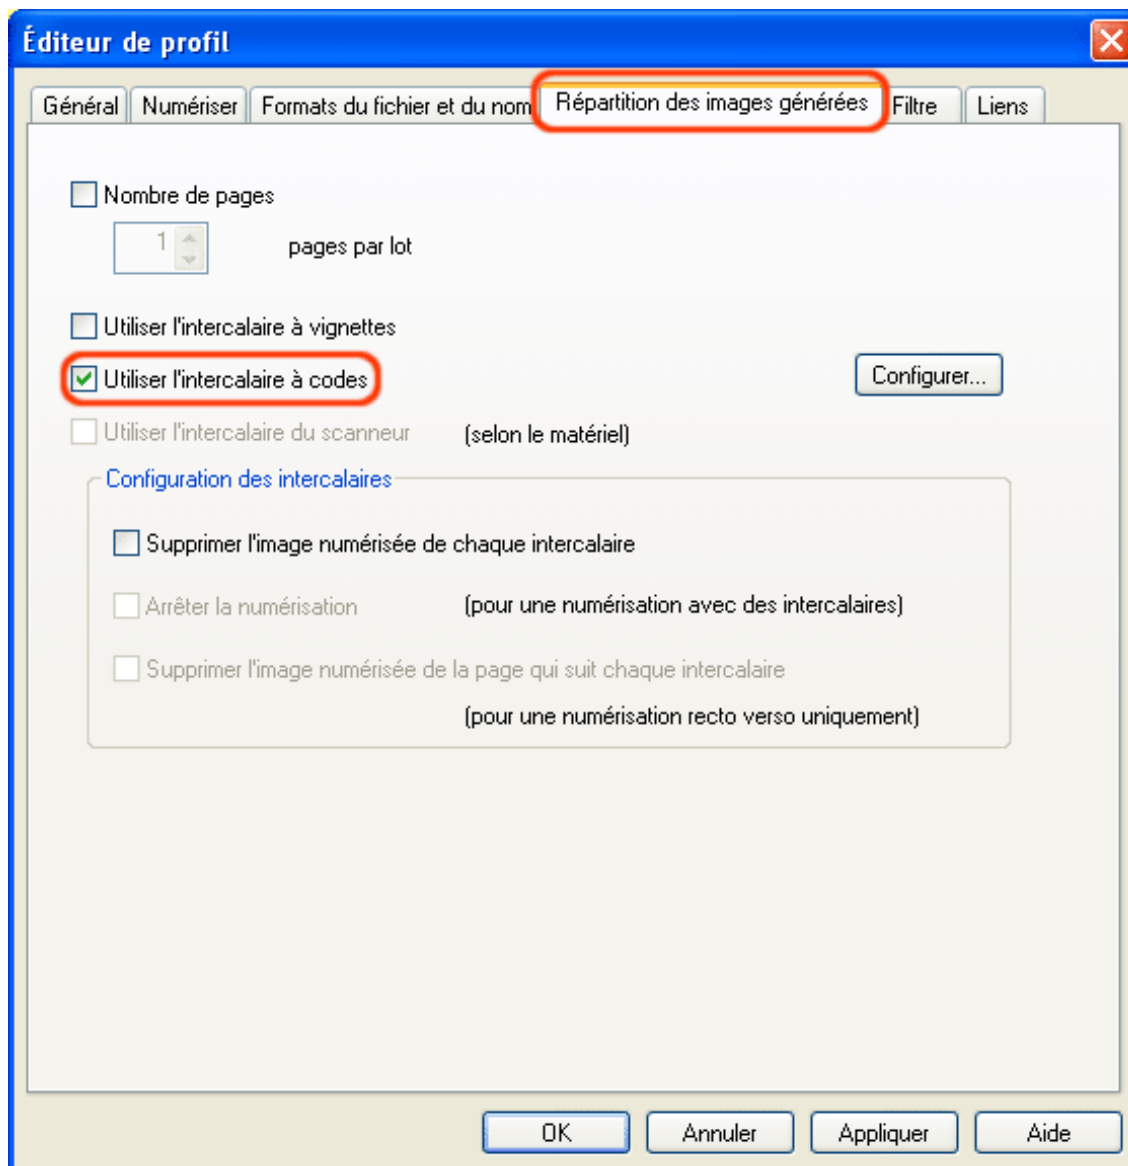 Éditeur de profil
Général Numériser Formats du fichier et du nom Répartition des images générées Filtre Liens
Nombre de pages
1 pages par lot
Utiliser l'intercalaire à vignettes
Utiliser l'intercalaire à codes Configurer...
Utiliser l'intercalaire du scanneur (selon le matériel)
Configuration des intercalaires
Supprimer l'image numérisée de chaque intercalaire
Arrêter la numérisation (pour une numérisation avec des intercalaires)
Supprimer l'image numérisée de la page qui suit chaque intercalaire
(pour une numérisation recto verso uniquement)
OK Annuler Appliquer Aide